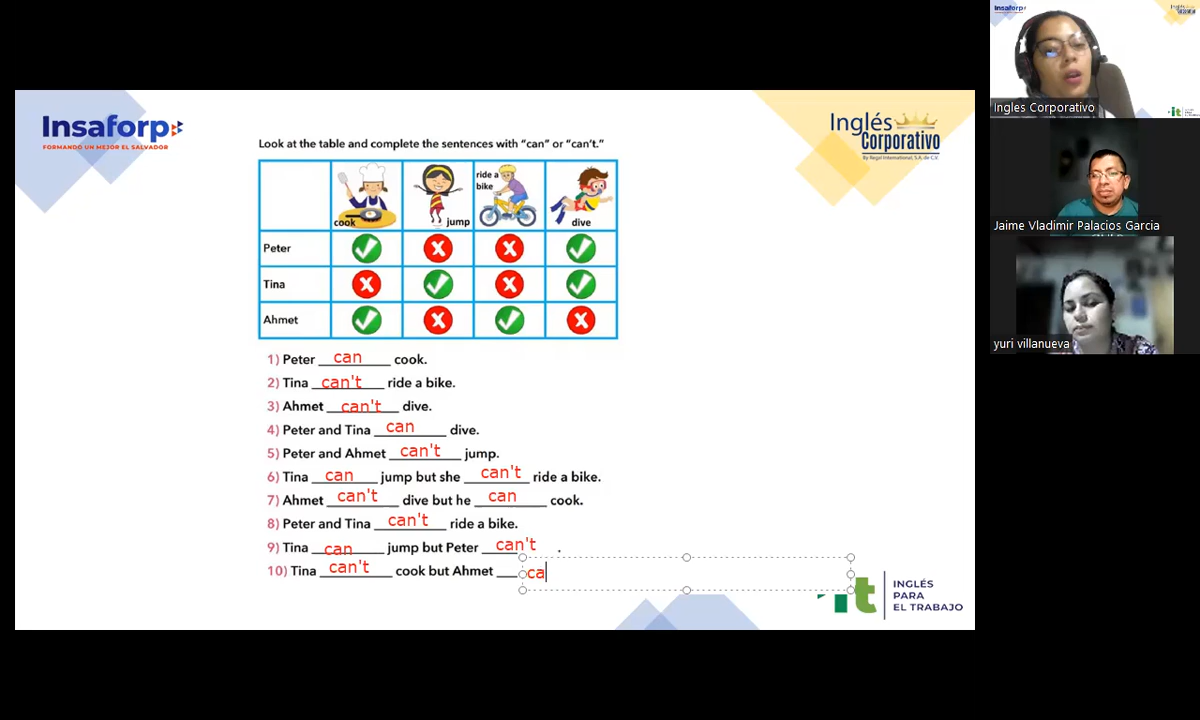 Insaforp
FORMANDO UN MEJOR EL SALVADOR
Inglés
Corporativo
By Regal International, S.A. de C.V.
Look at the table and complete the sentences with "can" or "can't."
cook
jump
ride a
bike
dive
Peter
Tina
Ahmet
1) Peter can cook.
2) Tina can't ride a bike.
3) Ahmet can't dive.
4) Peter and Tina can dive.
5) Peter and Ahmet can't jump.
6) Tina can jump but she can't ride a bike.
7) Ahmet can't dive but he can cook.
8) Peter and Tina can't ride a bike.
9) Tina can jump but Peter can't .
10) Tina can't cook but Ahmet ca
it
INGLÉS
PARA
EL TRABAJO
Insaforp
Inglés
Corporativo
it
Ingles Corporativo
Jaime Vladimir Palacios Garcia
yuri villanueva